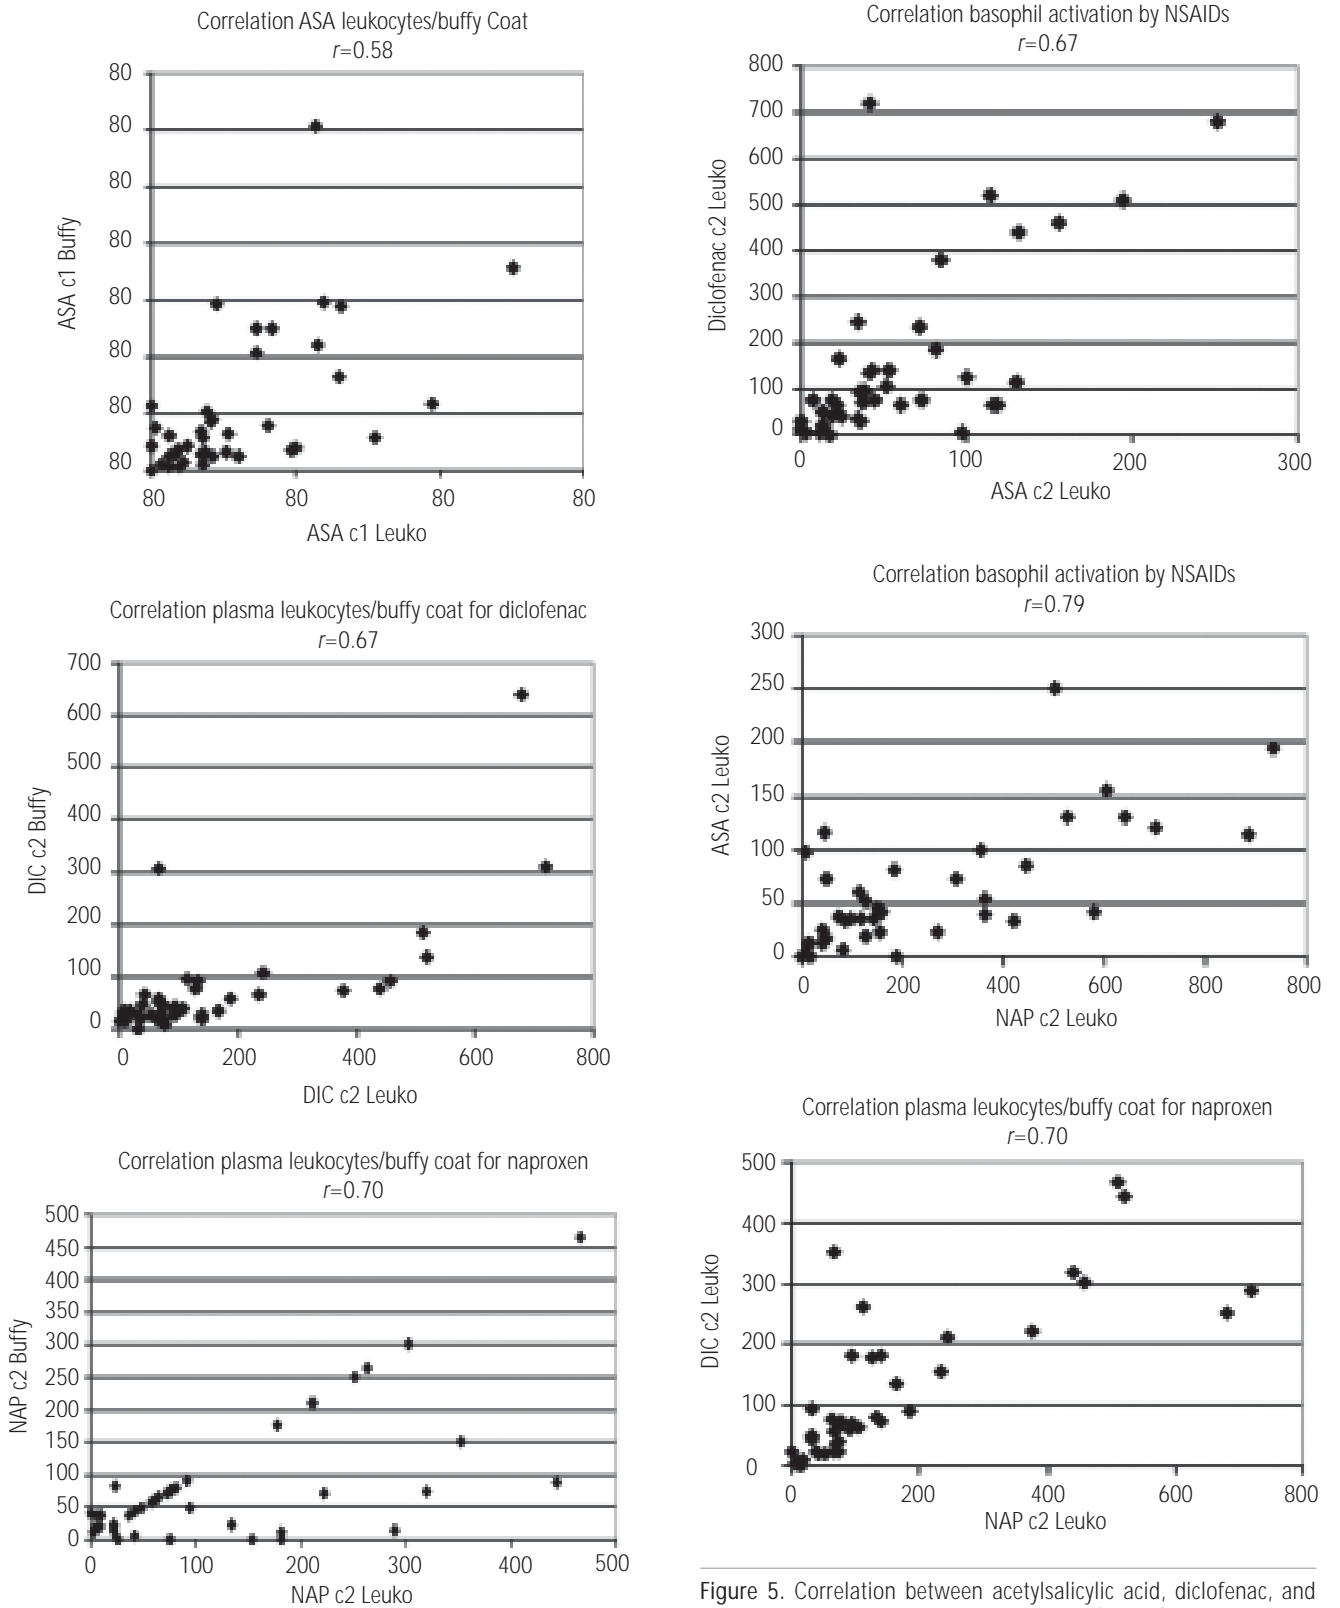 Correlation ASA leukocytes/buffy Coat
r=0.58
80
80
80
80
80
80
80
80
80 80 80 80
ASA c1 Buffy
ASA c1 Leuko
Correlation plasma leukocytes/buffy coat for diclofenac
r=0.67
700
600
500
400
300
200
100
0
0 200 400 600 800
DIC c2 Buffy
DIC c2 Leuko
Correlation plasma leukocytes/buffy coat for naproxen
r=0.70
500
450
400
350
300
250
200
150
100
50
0
0 100 200 300 400 500
NAP c2 Buffy
NAP c2 Leuko
Correlation basophil activation by NSAIDs
r=0.67
800
700
600
500
400
300
200
100
0
0 100 200 300
Diclofenac c2 Leuko
ASA c2 Leuko
Correlation basophil activation by NSAIDs
r=0.79
300
250
200
150
100
50
0
0 200 400 600 800 800
ASA c2 Leuko
NAP c2 Leuko
Correlation plasma leukocytes/buffy coat for naproxen
r=0.70
500
400
300
200
100
0
0 200 400 600 800
DIC c2 Leuko
NAP c2 Leuko
Figure 5. Correlation between acetylsalicylic acid, diclofenac, and